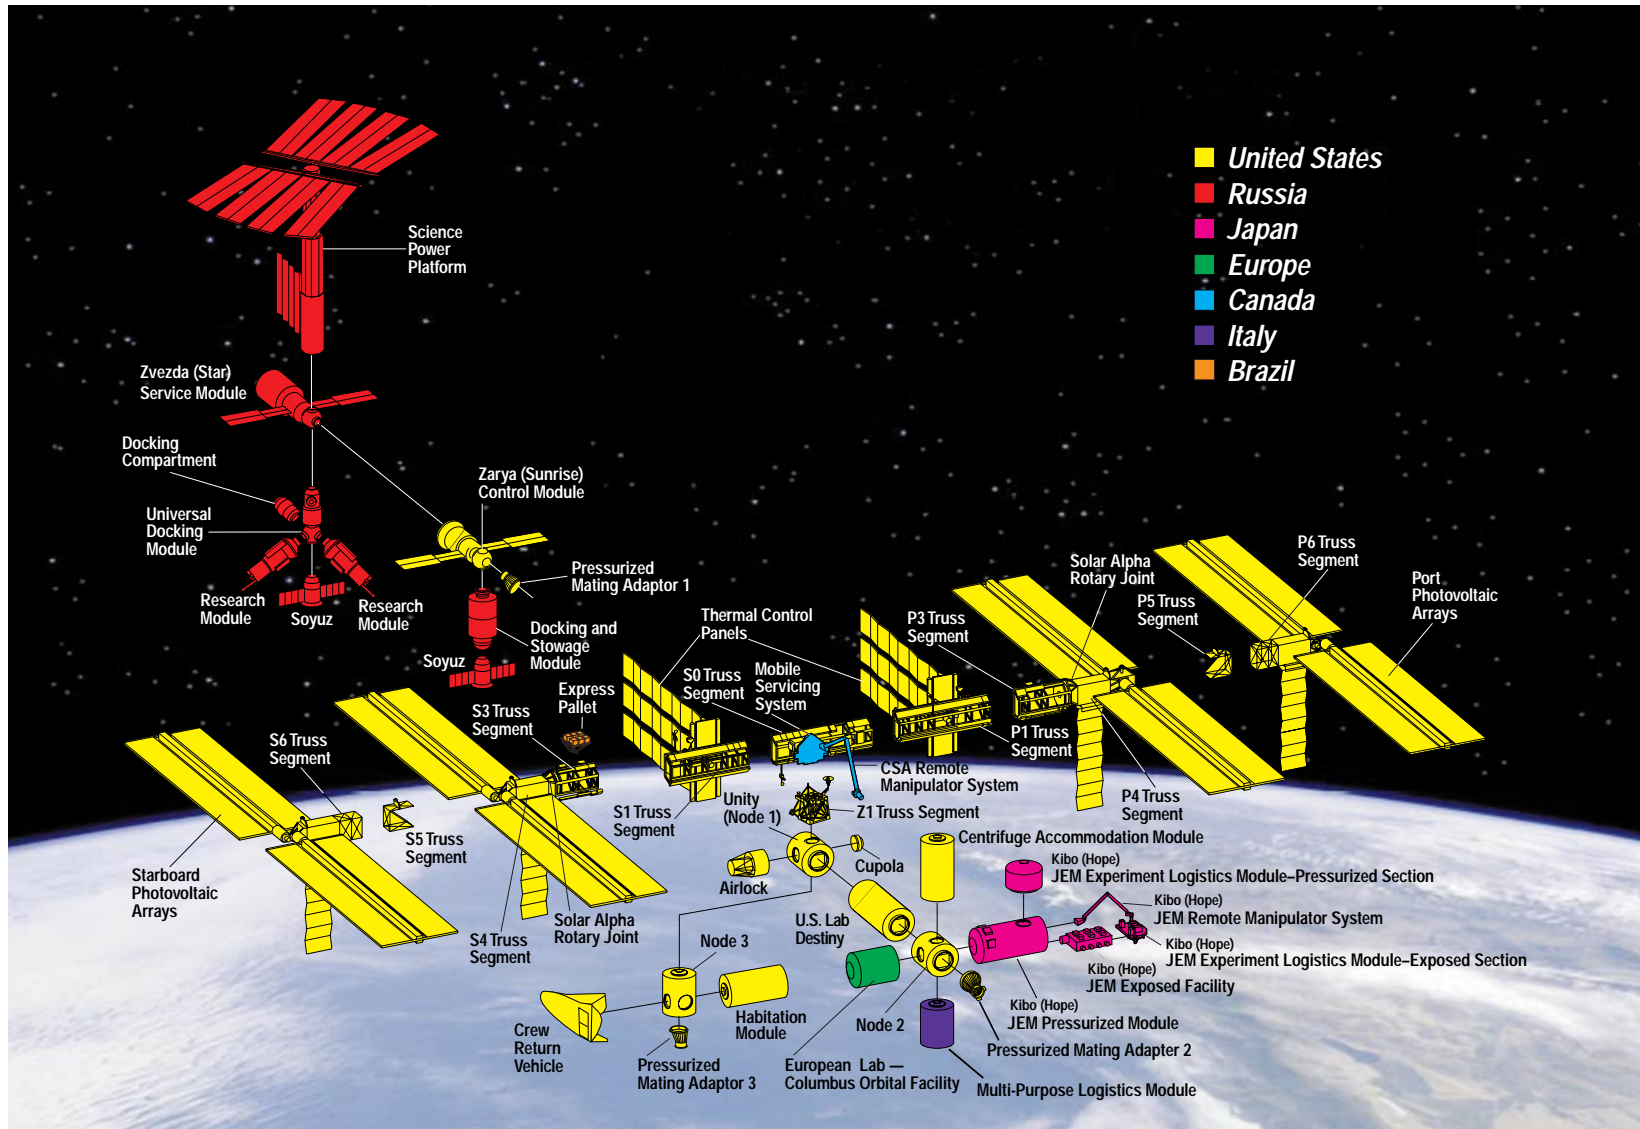 United States
Russia
Japan
Europe
Canada
Italy
Brazil
Science
Power
Platform
Zvezda (Star)
Service Module
Docking
Compartment
Universal
Docking
Module
Research
Module
Soyuz
Research
Module
Zarya (Sunrise)
Control Module
Pressurized
Mating Adaptor 1
Docking and
Stowage
Module
Soyuz
Express
Pallet
Thermal Control
Panels
S0 Truss
Segment
Mobile
Servicing
System
P3 Truss
Segment
Solar Alpha
Rotary Joint
P5 Truss
Segment
P6 Truss
Segment
Port
Photovoltaic
Arrays
S3 Truss
Segment
S6 Truss
Segment
S5 Truss
Segment
Starboard
Photovoltaic
Arrays
S4 Truss
Segment
Solar Alpha
Rotary Joint
S1 Truss
Segment
Unity
(Node 1)
CSA Remote
Manipulator System
P1 Truss
Segment
P4 Truss
Segment
Z1 Truss Segment
Centrifuge Accommodation Module
Cupola
Airlock
U.S. Lab
Destiny
Kibo (Hope)
JEM Experiment Logistics Module–Pressurized Section
Kibo (Hope)
JEM Remote Manipulator System
Kibo (Hope)
JEM Experiment Logistics Module–Exposed Section
Kibo (Hope)
JEM Exposed Facility
Kibo (Hope)
JEM Pressurized Module
Node 3
Habitation
Module
Crew
Return
Vehicle
Pressurized
Mating Adaptor 3
Node 2
European Lab —
Columbus Orbital Facility
Pressurized Mating Adapter 2
Multi-Purpose Logistics Module